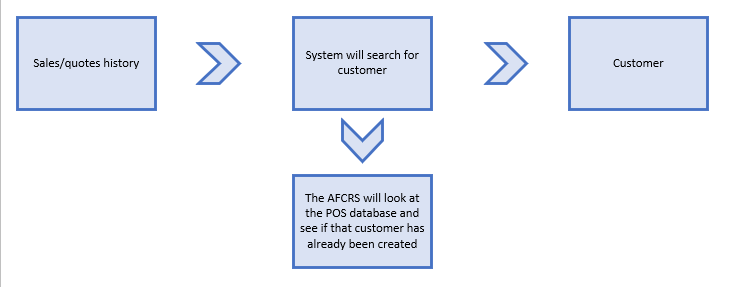 Sales/quotes history
System will search for
customer
Customer
The AFCRS will look at
the POS database and
see if that customer has
already been created